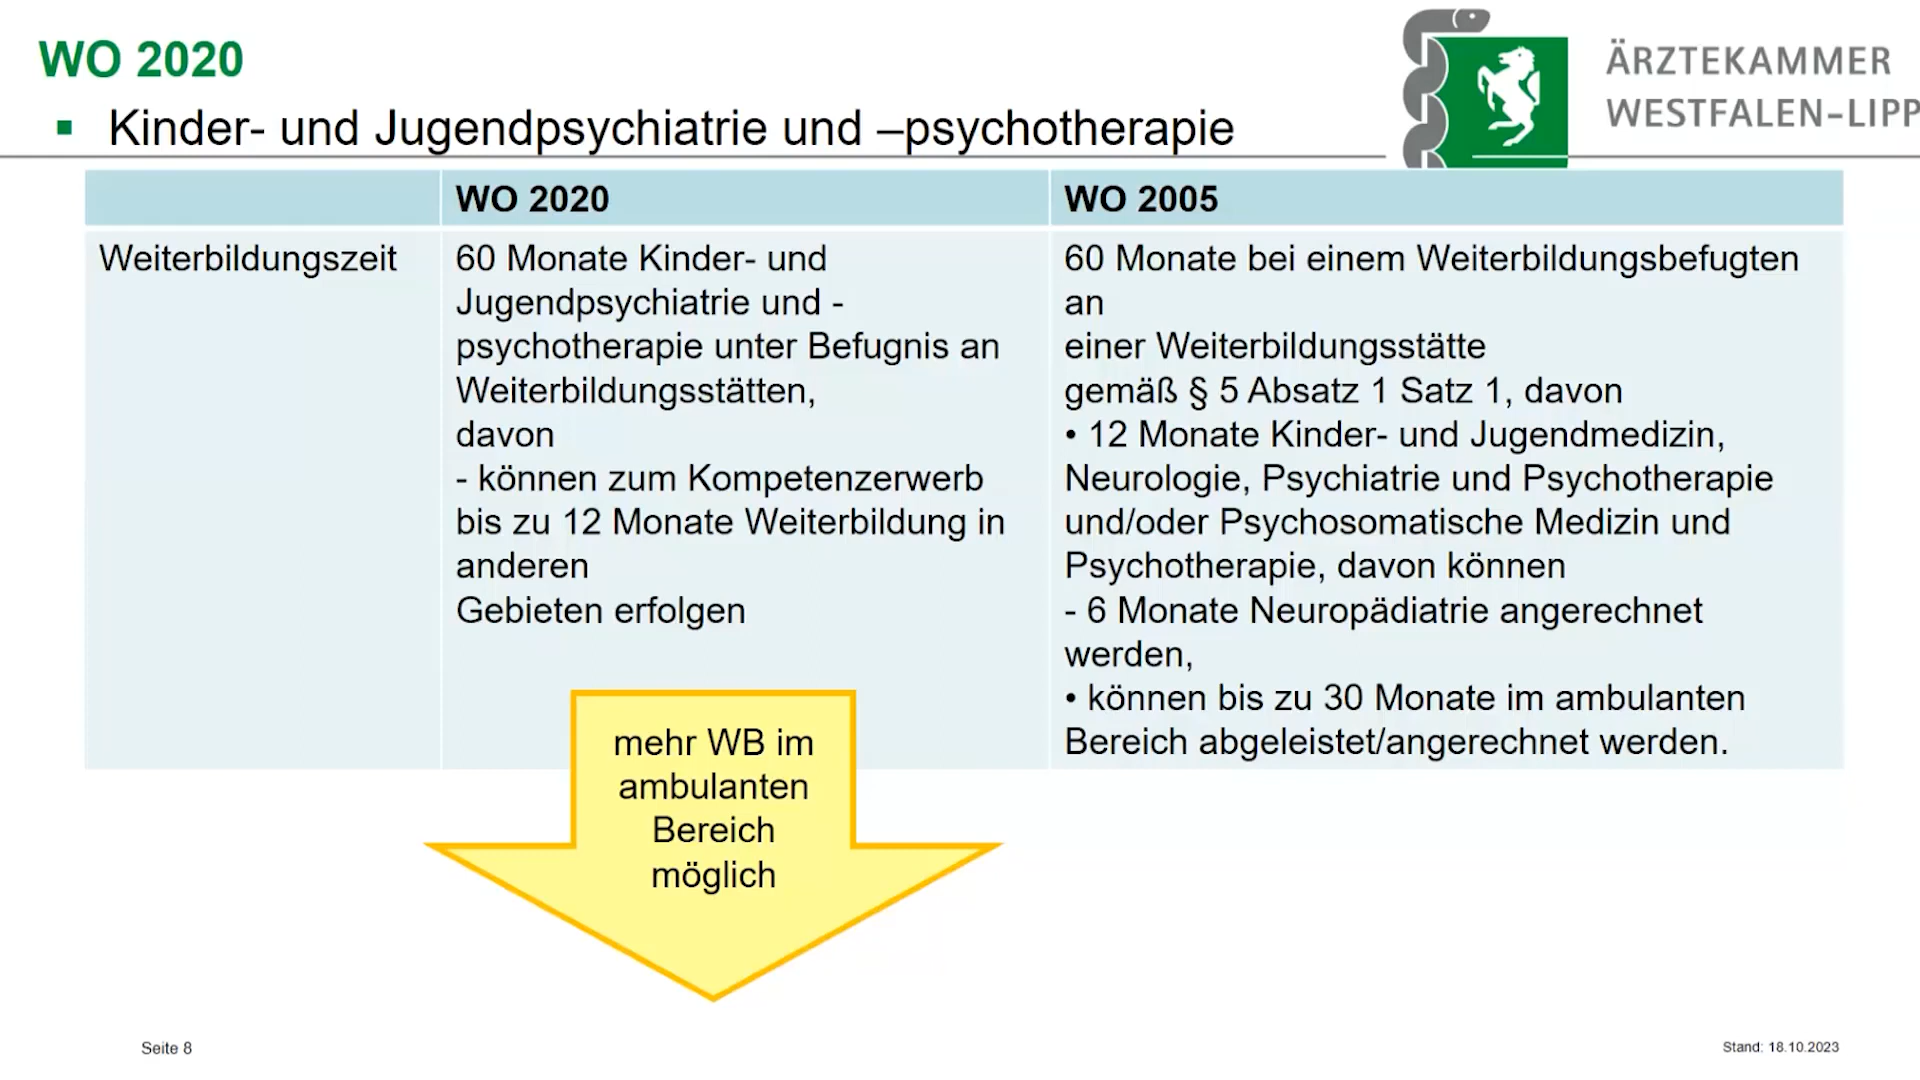 WO 2020
▪ Kinder- und Jugendpsychiatrie und –psychotherapie
ÄRZTEKAMMER
WESTFALEN–LIPP
WO 2020
WO 2005
Weiterbildungszeit
60 Monate Kinder- und
Jugendpsychiatrie und -
psychotherapie unter Befugnis an
Weiterbildungsstätten,
davon
- können zum Kompetenzerwerb
bis zu 12 Monate Weiterbildung in
anderen
Gebieten erfolgen
60 Monate bei einem Weiterbildungsbefugten
an
einer Weiterbildungsstätte
gemäß § 5 Absatz 1 Satz 1, davon
• 12 Monate Kinder- und Jugendmedizin,
Neurologie, Psychiatrie und Psychotherapie
und/oder Psychosomatische Medizin und
Psychotherapie, davon können
- 6 Monate Neuropädiatrie angerechnet
werden,
• können bis zu 30 Monate im ambulanten
Bereich abgeleistet/angerechnet werden.
mehr WB im
ambulanten
Bereich
möglich
Seite 8
Stand: 18.10.2023